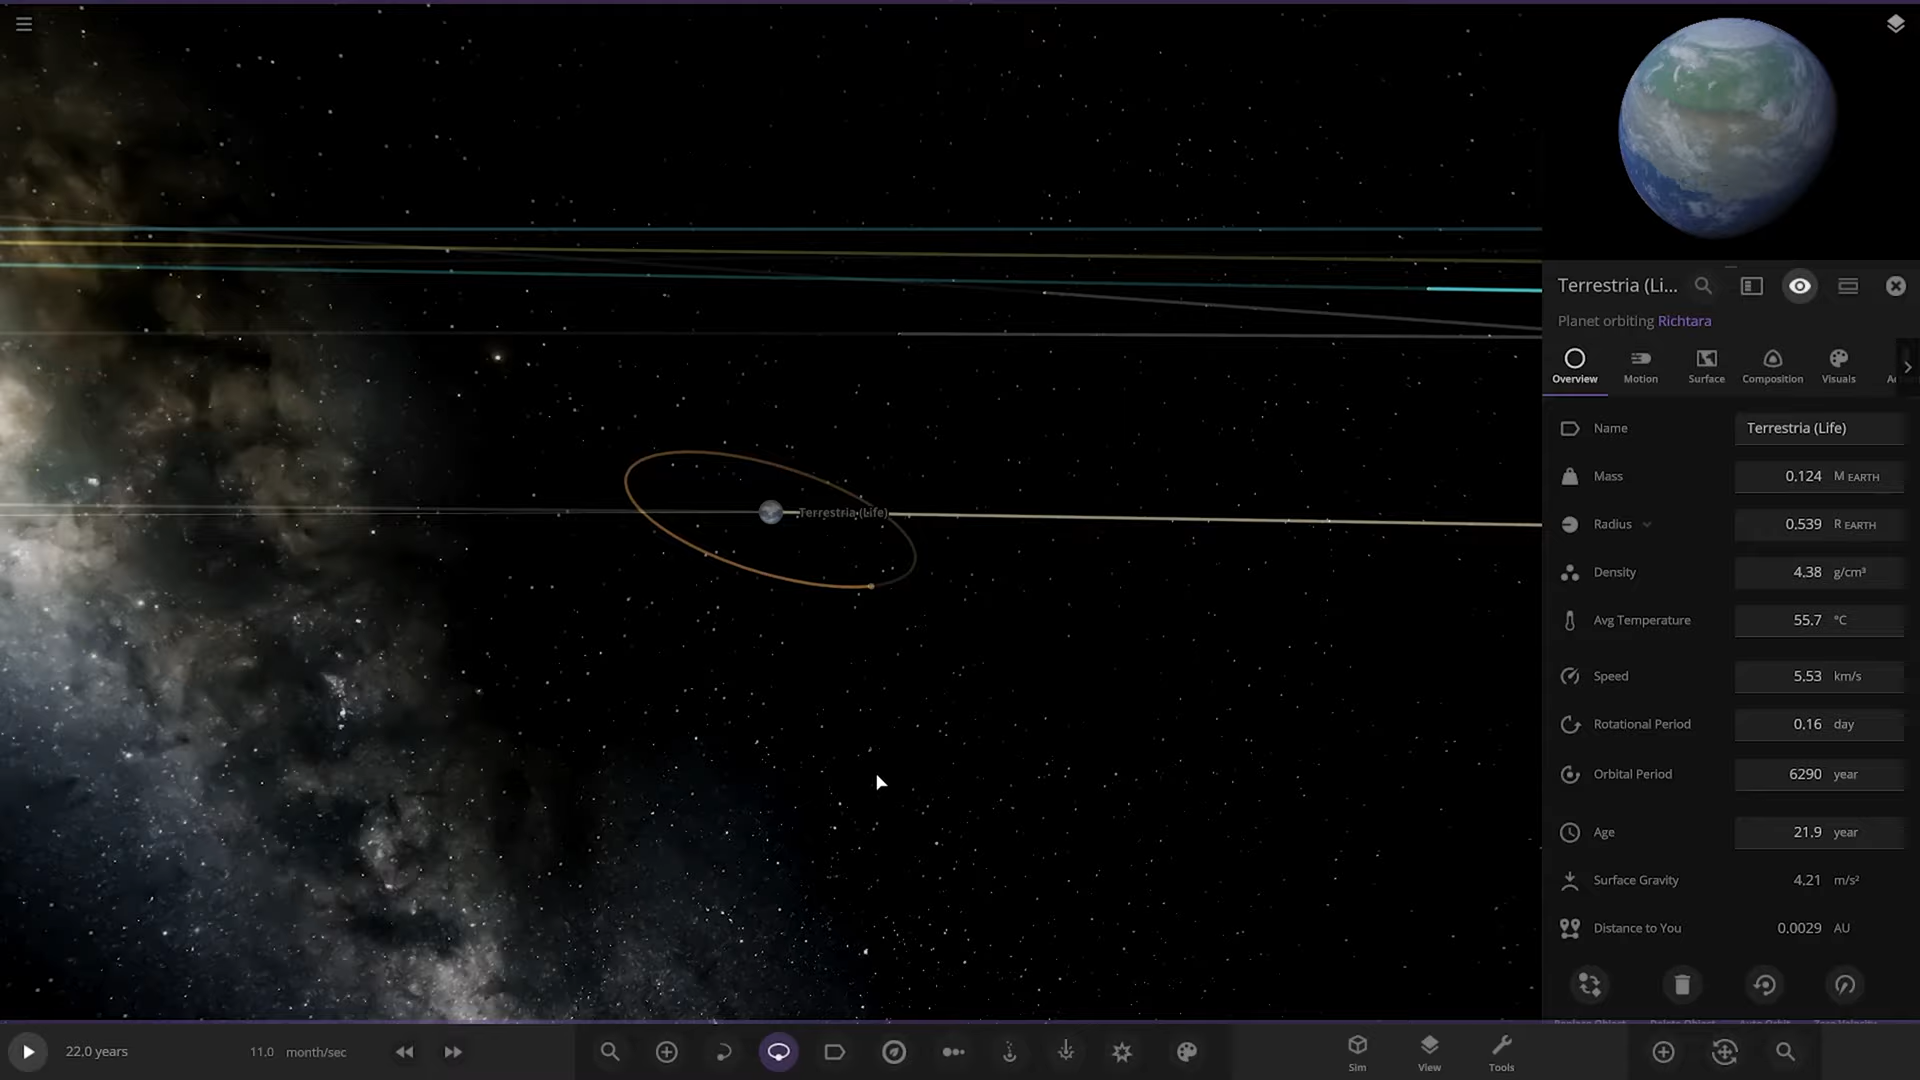 Terrestria (Li...
Planet orbiting Richtara
Overview
Motion
Surface
Composition
Visuals
Terrestria (Life)
Name Terrestria (Life)
Mass 0.124 M EARTH
Radius 0.539 R EARTH
Density 4.38 g/cm³
Avg Temperature 55.7 °C
Speed 5.53 km/s
Rotational Period 0.16 day
Orbital Period 6290 year
Age 21.9 year
Surface Gravity 4.21 m/s²
Distance to You 0.0029 AU
22.0 years
11.0 month/sec
Sim
View
Tools